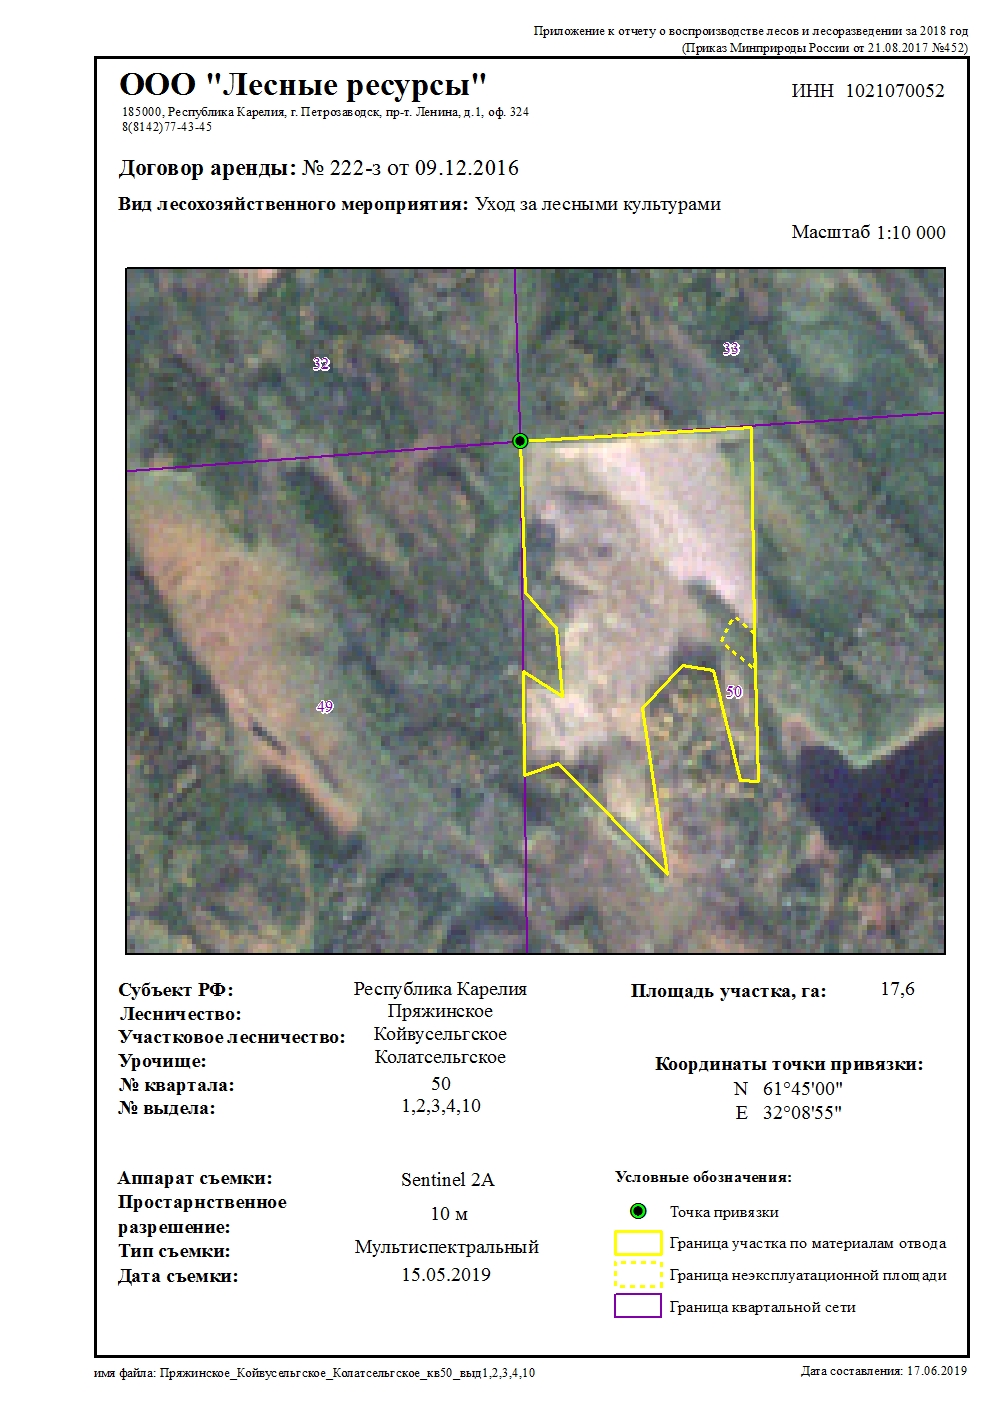 Приложение к отчету о воспроизводстве лесов и лесоразведении за 2018 год
(Приказ Минприроды России от 21.08.2017 №452)
ООО "Лесные ресурсы"
ИНН 1021070052
185000, Республика Карелия, г. Петрозаводск, пр-т. Ленина, д.1, оф. 324
8(8142)77-43-45
Договор аренды: № 222-з от 09.12.2016
Вид лесохозяйственного мероприятия: Уход за лесными культурами
Масштаб 1:10 000
33
32
50
49
Субъект РФ: Республика Карелия
Лесничество: Пряжинское
Участковое лесничество: Койвусельгское
Урочище: Колатсельгское
№ квартала: 50
№ выдела: 1,2,3,4,10
Площадь участка, га: 17,6
Координаты точки привязки:
N 61°45'00"
E 32°08'55"
Аппарат съемки: Sentinel 2A
Простарнственное
разрешение: 10 м
Тип съемки: Мультиспектральный
Дата съемки: 15.05.2019
Условные обозначения:
Точка привязки
Граница участка по материалам отвода
Граница неэксплуатационной площади
Граница квартальной сети
имя файла: Пряжинское_Койвусельгское_Колатсельгское_кв50_выд1,2,3,4,10
Дата составления: 17.06.2019